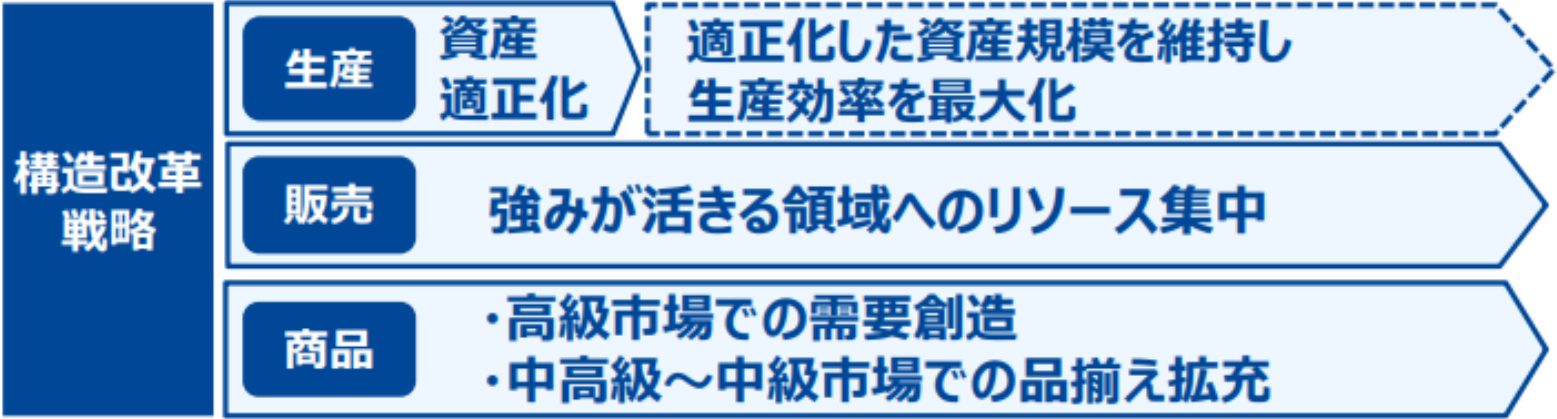 構造改革
戦略
生産
資産
適正化
適正化した資産規模を維持し
生産効率を最大化
販売
強みが活きる領域へのリソース集中
商品
・高級市場での需要創造
・中高級～中級市場での品揃え拡充